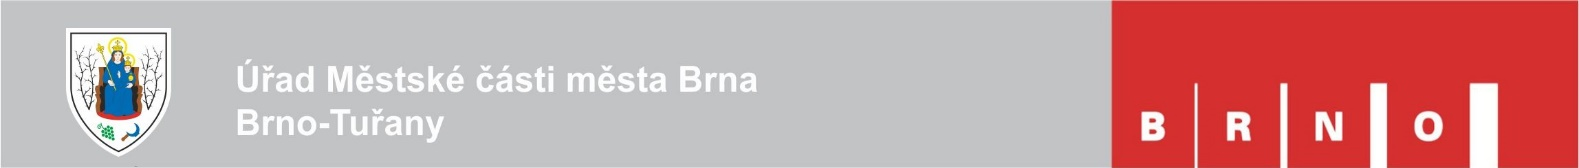 Úřad Městské části města Brna
Brno-Tuřany
B R N O